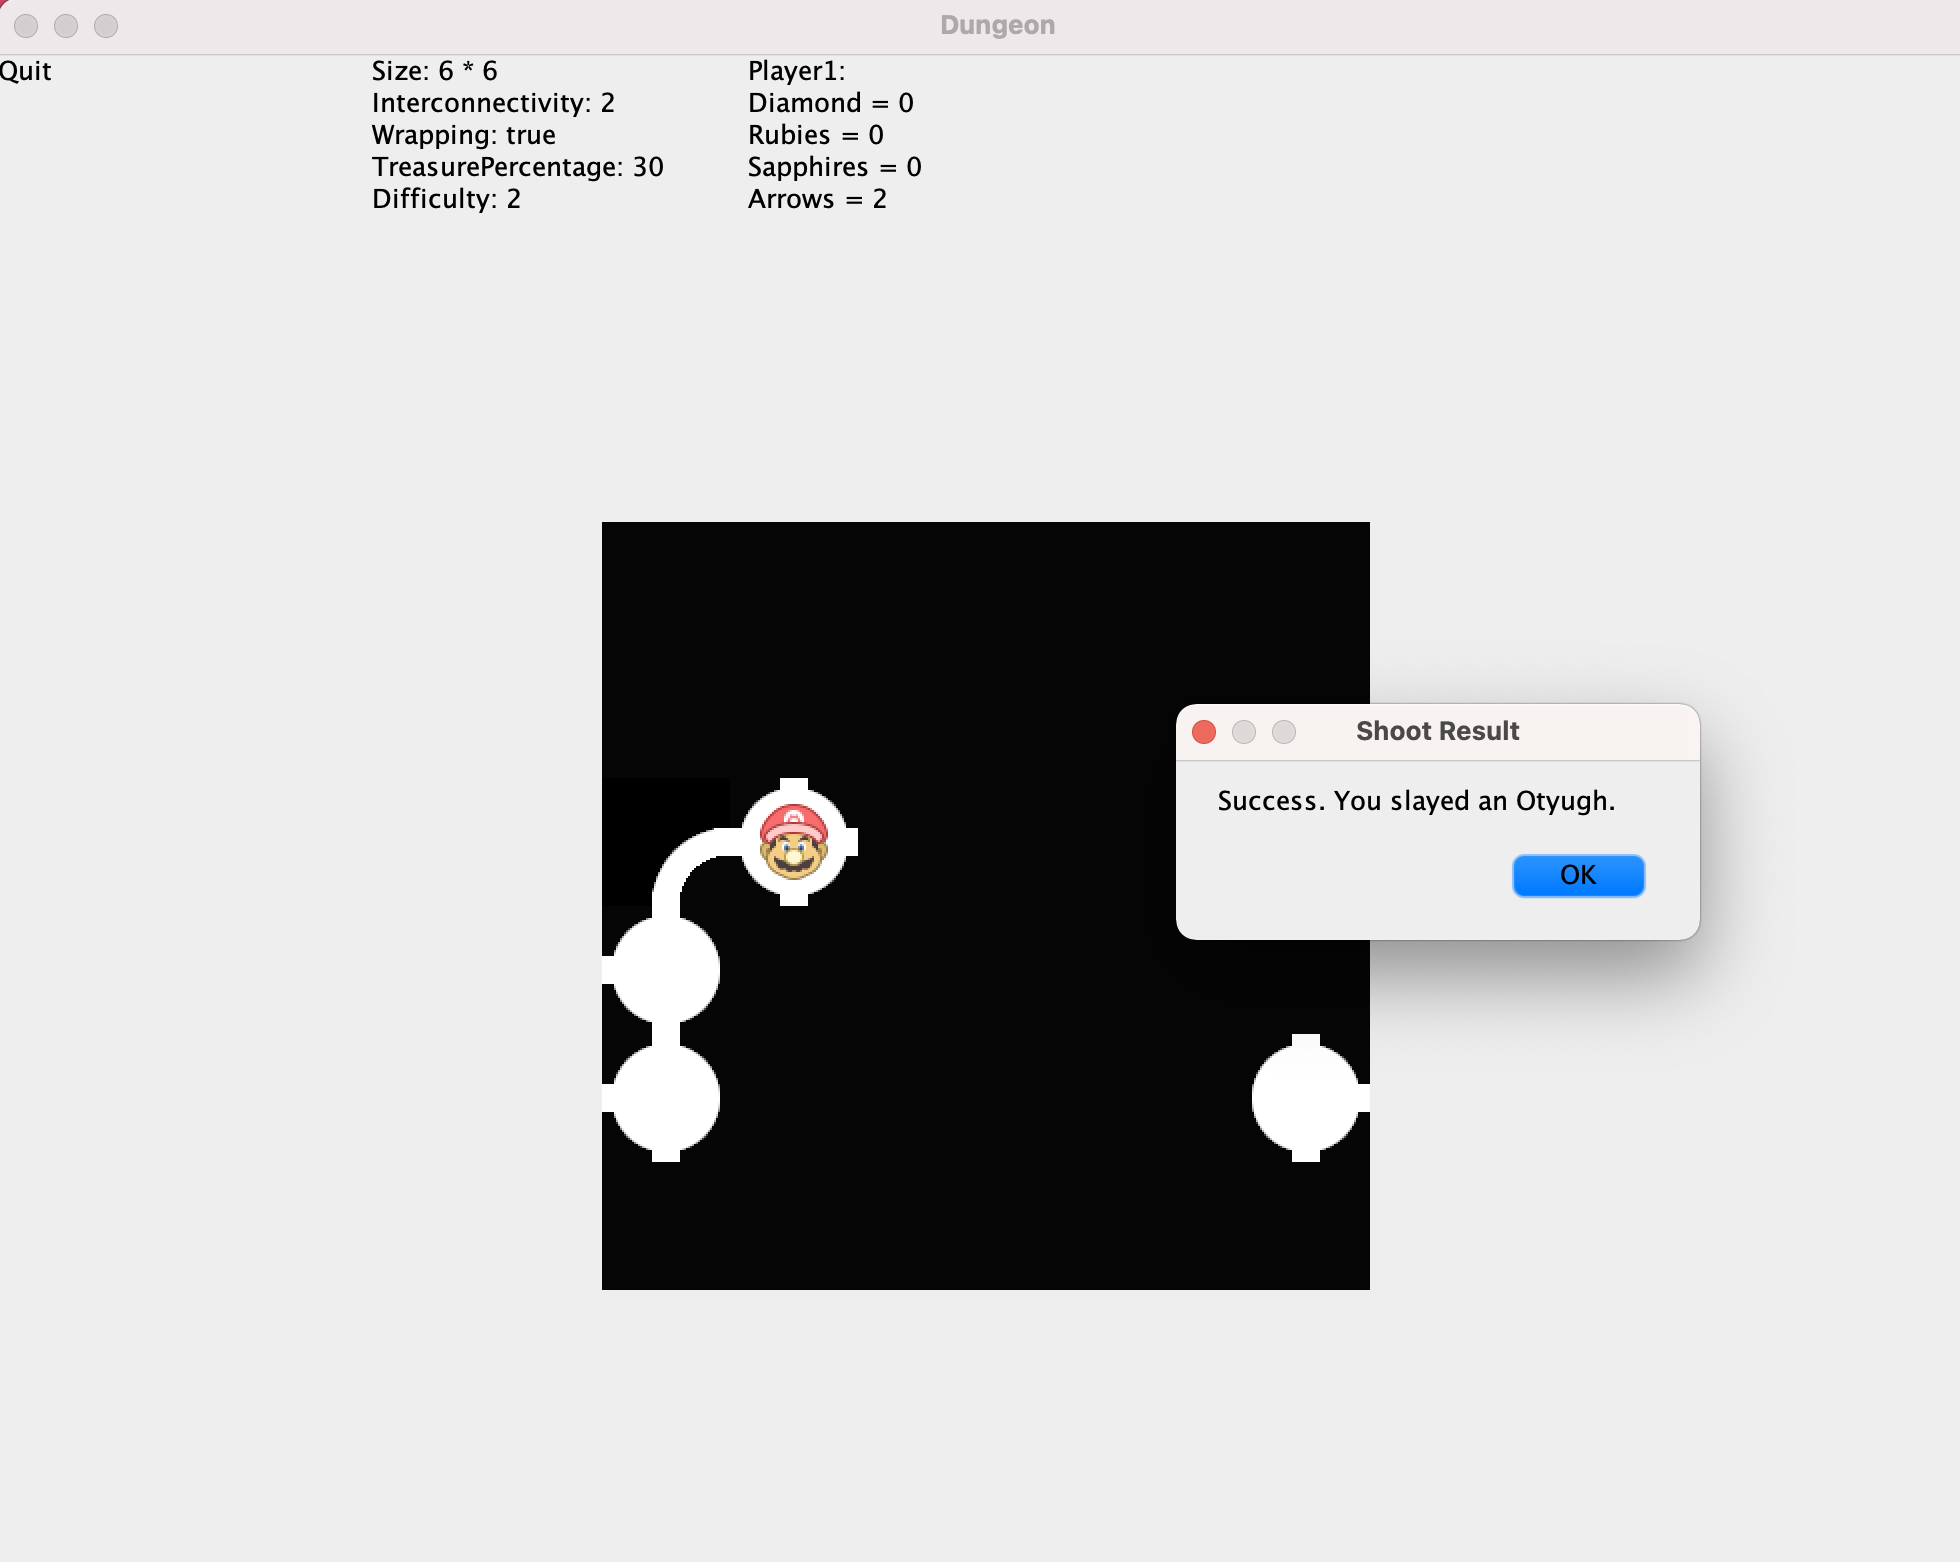 Dungeon
Quit
Size: 6 * 6
Interconnectivity: 2
Wrapping: true
TreasurePercentage: 30
Difficulty: 2
Player1:
Diamond = 0
Rubies = 0
Sapphires = 0
Arrows = 2
Shoot Result
Success. You slayed an Otyugh.
OK